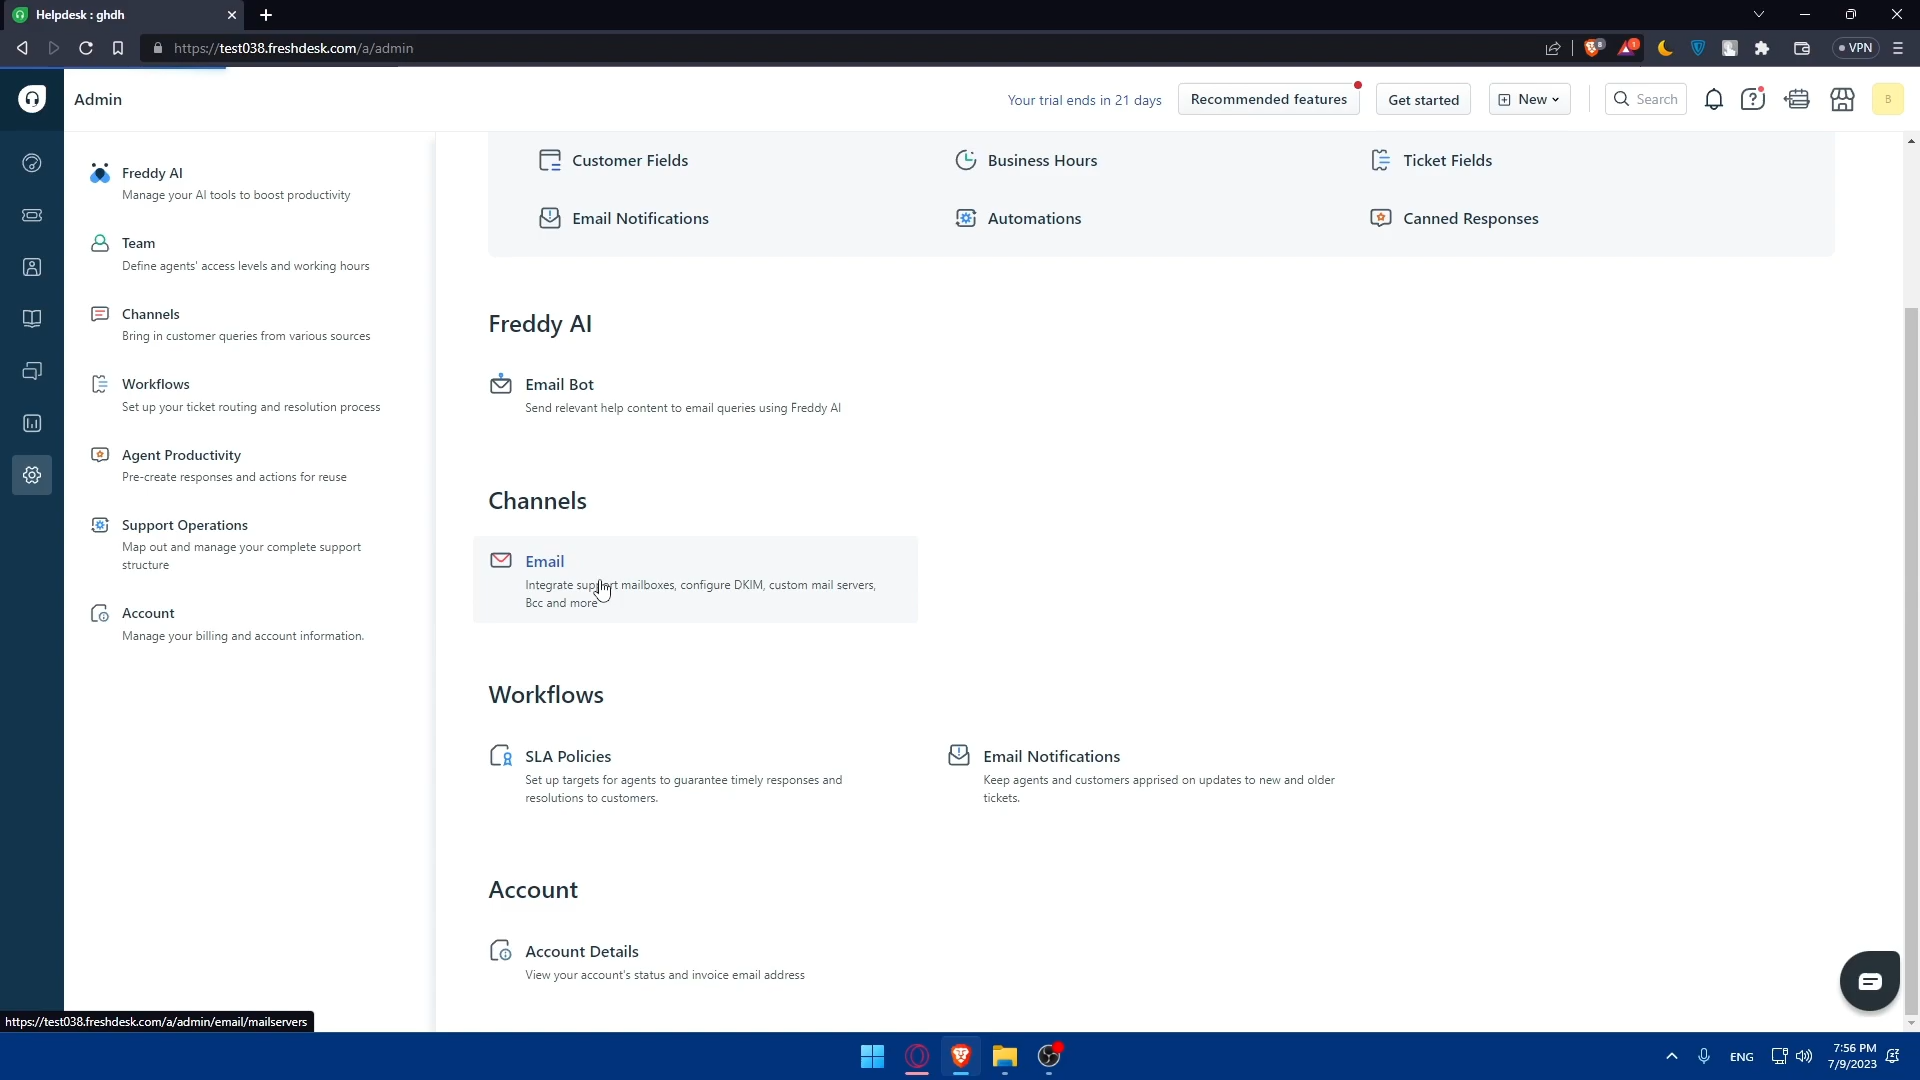 Helpdesk : ghdh
https://test038.freshdesk.com/a/admin
8
1
VPN
Admin
Your trial ends in 21 days
Recommended features
Get started
New
Search
B
Freddy AI
Manage your AI tools to boost productivity
Team
Define agents' access levels and working hours
Channels
Bring in customer queries from various sources
Workflows
Set up your ticket routing and resolution process
Agent Productivity
Pre-create responses and actions for reuse
Support Operations
Map out and manage your complete support
structure
Account
Manage your billing and account information.
Customer Fields
Business Hours
Ticket Fields
Email Notifications
Automations
Canned Responses
Freddy AI
Email Bot
Send relevant help content to email queries using Freddy AI
Channels
Email
Integrate support mailboxes, configure DKIM, custom mail servers,
Bcc and more
Workflows
SLA Policies
Set up targets for agents to guarantee timely responses and
resolutions to customers.
Email Notifications
Keep agents and customers apprised on updates to new and older
tickets.
Account
Account Details
View your account's status and invoice email address
https://test038.freshdesk.com/a/admin/email/mailservers
ENG
7:56 PM
7/9/2023